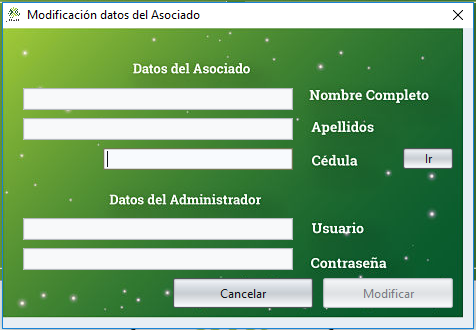 Modificación datos del Asociado
Datos del Asociado
Nombre Completo
Apellidos
Cédula Ir
Datos del Administrador
Usuario
Contraseña
Cancelar Modificar